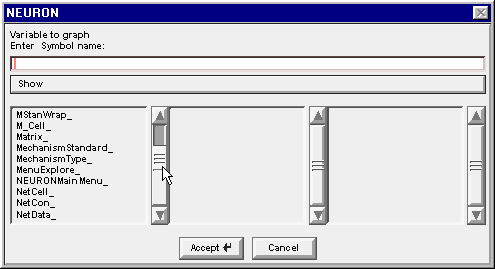 NEURON
Variable to graph
Enter Symbol name:
Show
MStanWrap_
M_Cell_
Matrix_
MechanismStandard_
MechanismType_
MenuExplore_
NEURONMainMenu_
NetCell_
NetCon_
NetData_
Accept
Cancel